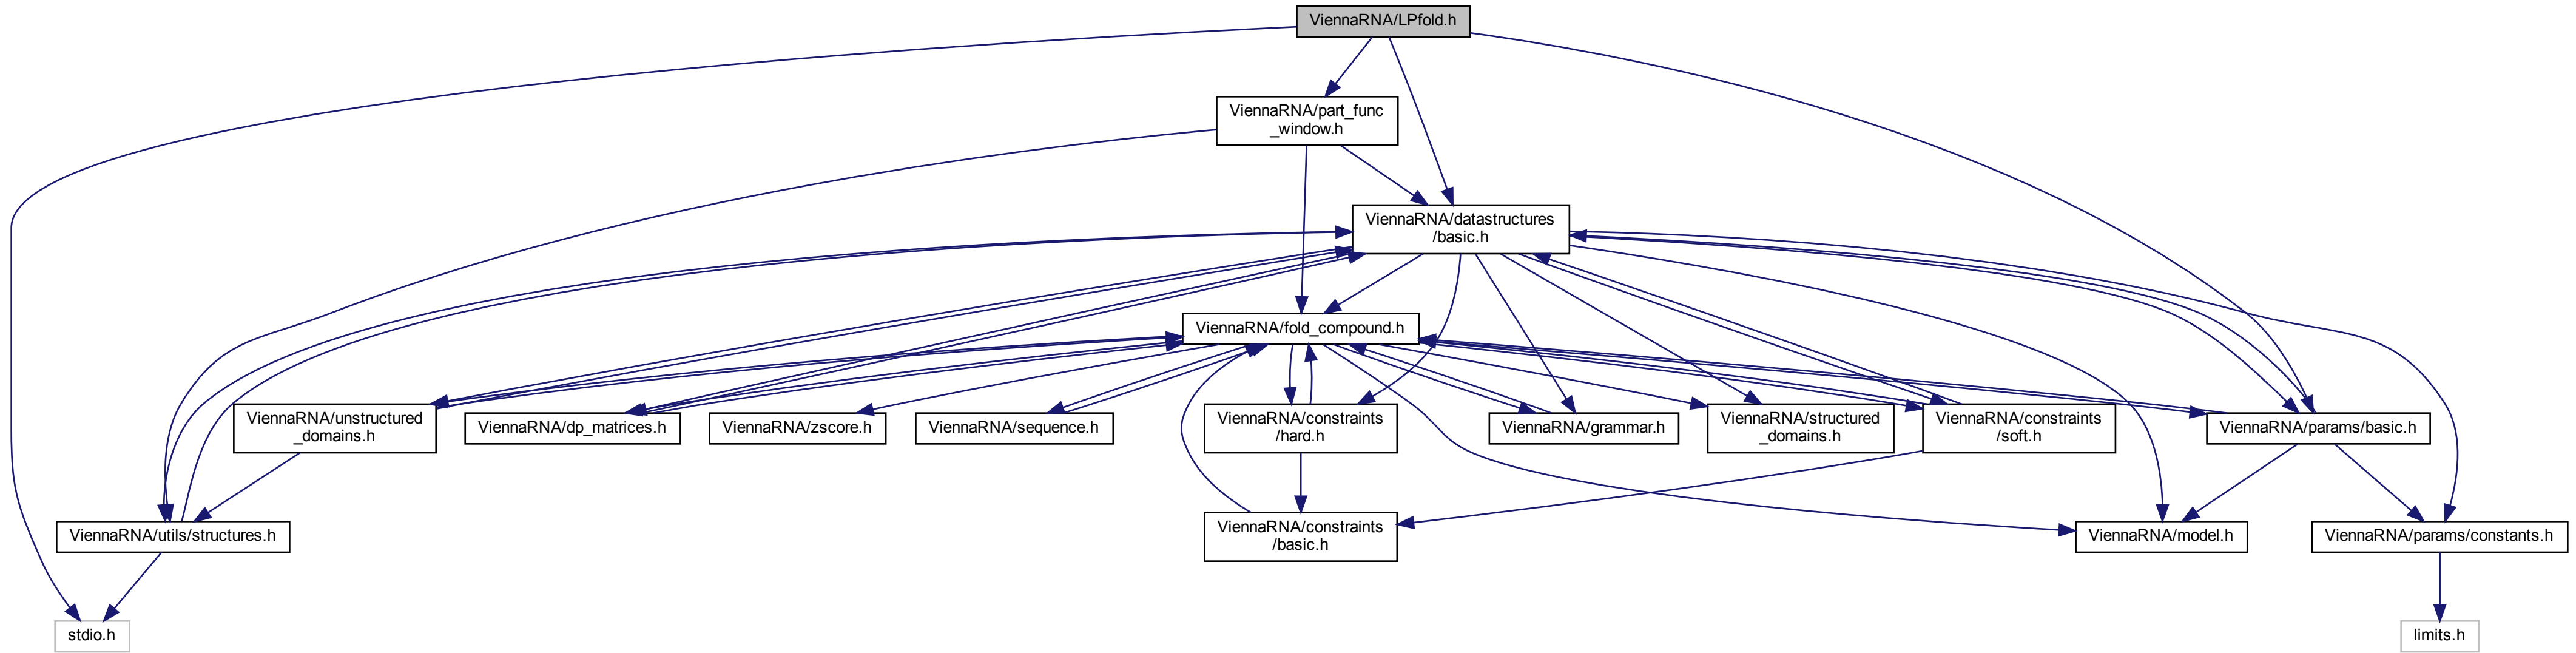 ViennaRNA/LPfold.h
ViennaRNA/part_func
_window.h
ViennaRNA/datastructures
/basic.h
ViennaRNA/fold_compound.h
ViennaRNA/unstructured
_domains.h
ViennaRNA/dp_matrices.h
ViennaRNA/zscore.h
ViennaRNA/sequence.h
ViennaRNA/constraints
/hard.h
ViennaRNA/grammar.h
ViennaRNA/structured
_domains.h
ViennaRNA/constraints
/soft.h
ViennaRNA/params/basic.h
ViennaRNA/utils/structures.h
ViennaRNA/constraints
/basic.h
ViennaRNA/model.h
ViennaRNA/params/constants.h
stdio.h
limits.h